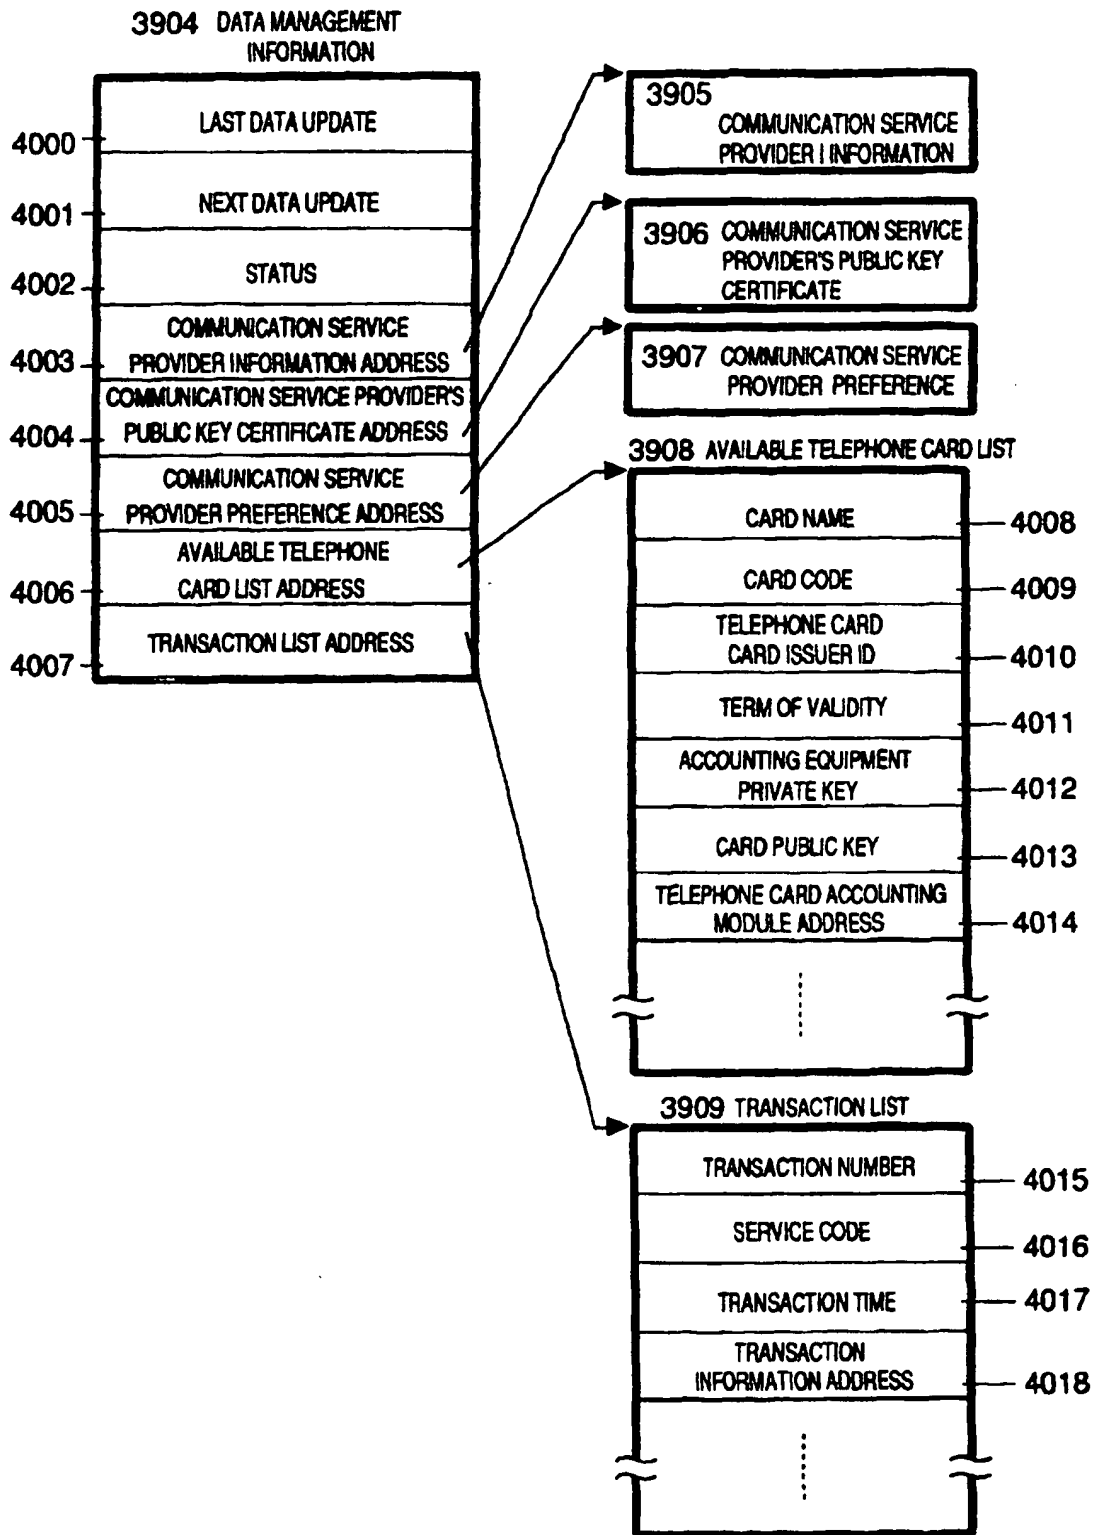 3904 DATA MANAGEMENT
INFORMATION
4000
LAST DATA UPDATE
4001
NEXT DATA UPDATE
4002
STATUS
4003
COMMUNICATION SERVICE
PROVIDER INFORMATION ADDRESS
4004
COMMUNICATION SERVICE PROVIDER'S
PUBLIC KEY CERTIFICATE ADDRESS
4005
COMMUNICATION SERVICE
PROVIDER PREFERENCE ADDRESS
4006
AVAILABLE TELEPHONE
CARD LIST ADDRESS
4007
TRANSACTION LIST ADDRESS
3905
COMMUNICATION SERVICE
PROVIDER I INFORMATION
3906 COMMUNICATION SERVICE
PROVIDER'S PUBLIC KEY
CERTIFICATE
3907 COMMUNICATION SERVICE
PROVIDER PREFERENCE
3908 AVAILABLE TELEPHONE CARD LIST
CARD NAME
4008
CARD CODE
4009
TELEPHONE CARD
CARD ISSUER ID
4010
TERM OF VALIDITY
4011
ACCOUNTING EQUIPMENT
PRIVATE KEY
4012
CARD PUBLIC KEY
4013
TELEPHONE CARD ACCOUNTING
MODULE ADDRESS
4014
3909 TRANSACTION LIST
TRANSACTION NUMBER
4015
SERVICE CODE
4016
TRANSACTION TIME
4017
TRANSACTION
INFORMATION ADDRESS
4018